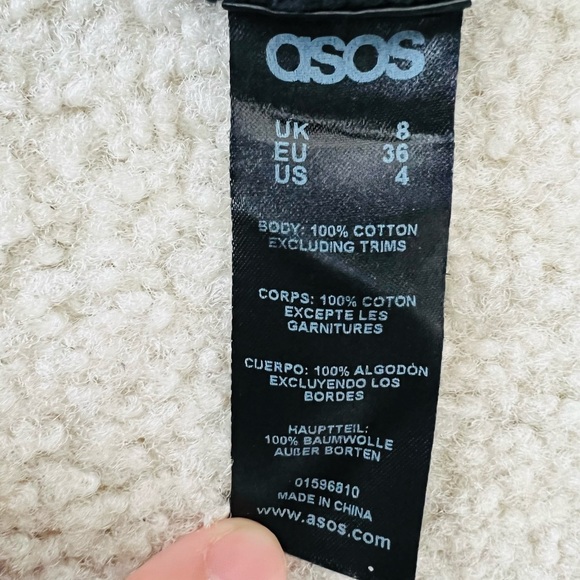 asos
UK 8
EU 36
US 4
BODY: 100% COTTON
EXCLUDING TRIMS
CORPS: 100% COTON
EXCEPTE LES
GARNITURES
CUERPO: 100% ALGODÓN
EXCLUYENDO LOS
BORDES
HAUPTTEIL:
100% BAUMWOLLE
AUßER BORTEN
01596810
MADE IN CHINA
www.asos.com